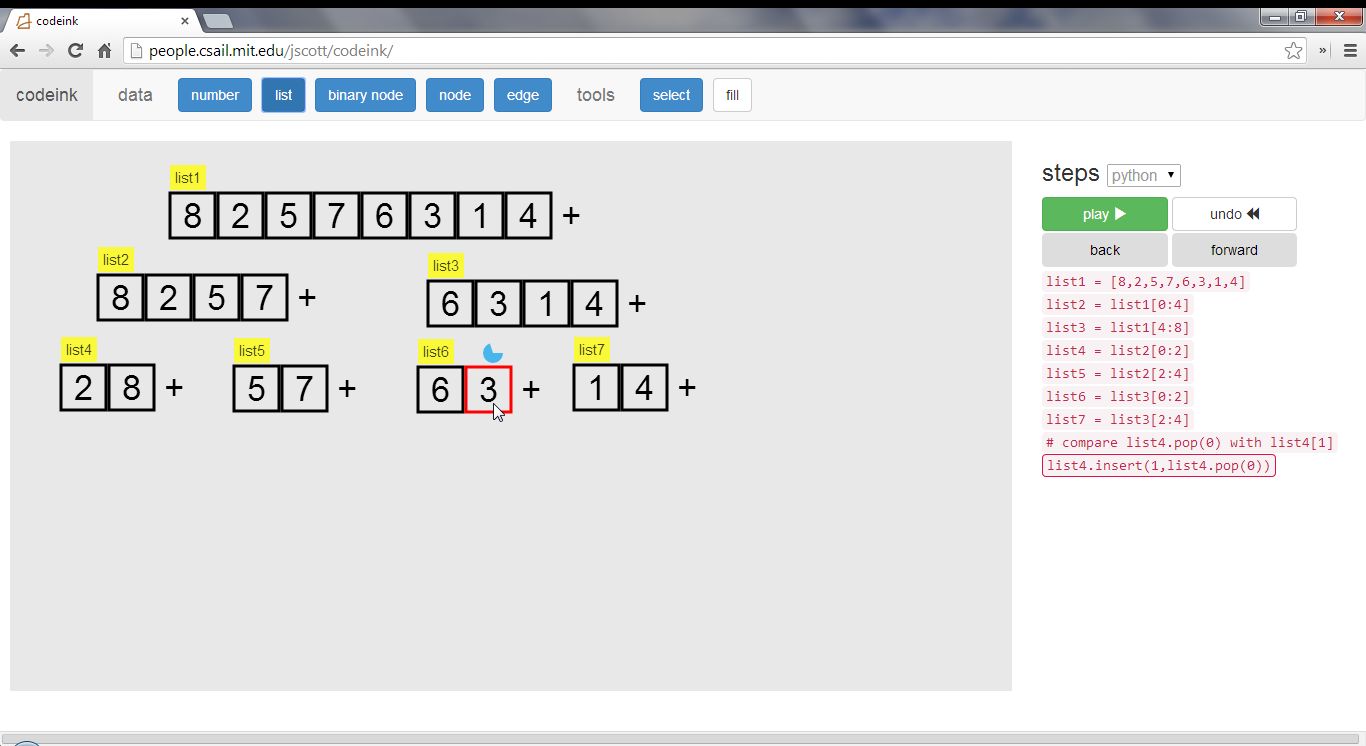 codeink
people.csail.mit.edu/jscott/codeink/
codeink data number list binary node node edge tools select fill
list1
8 2 5 7 6 3 1 4 +
list2
8 2 5 7 +
list3
6 3 1 4 +
list4
2 8 +
list5
5 7 +
list6
6 3 +
list7
1 4 +
steps python
play undo
back forward
list1 = [8,2,5,7,6,3,1,4]
list2 = list1[0:4]
list3 = list1[4:8]
list4 = list2[0:2]
list5 = list2[2:4]
list6 = list3[0:2]
list7 = list3[2:4]
# compare list4.pop(0) with list4[1]
list4.insert(1,list4.pop(0))